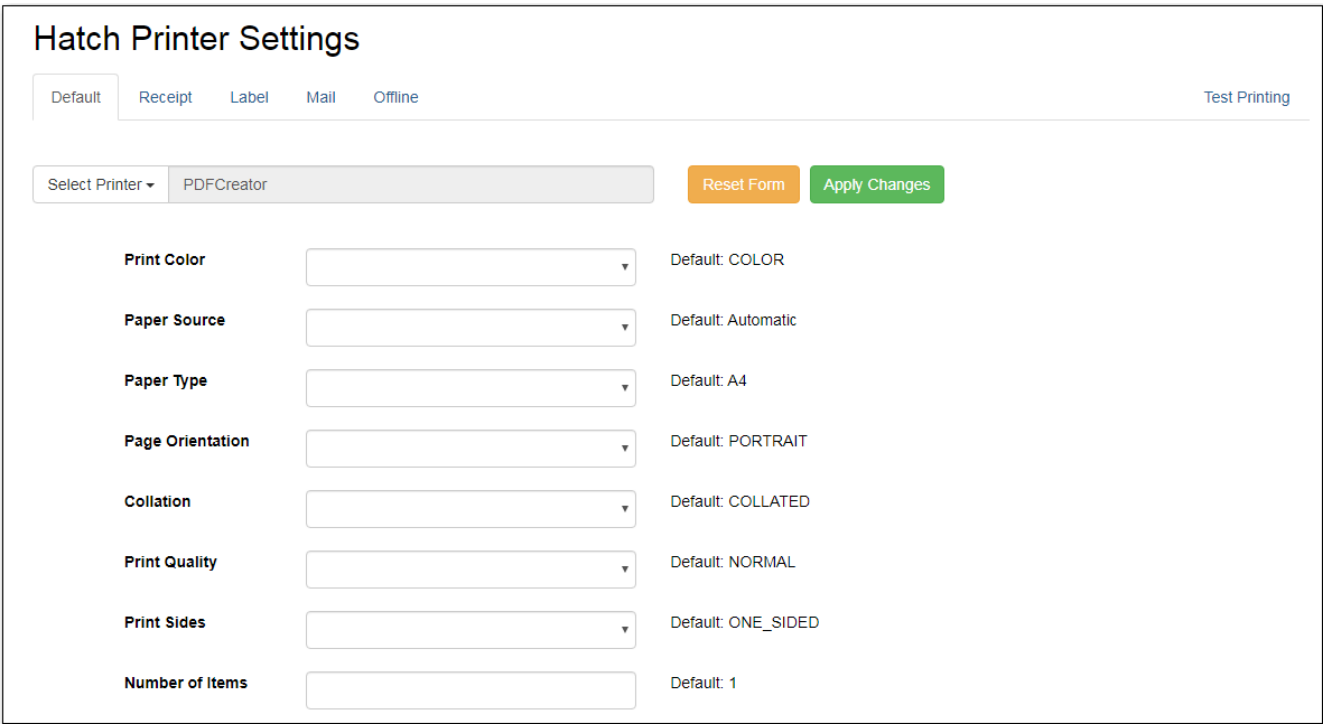 Hatch Printer Settings
Default Receipt Label Mail Offline Test Printing
Select Printer PDFCreator Reset Form Apply Changes
Print Color Default: COLOR
Paper Source Default: Automatic
Paper Type Default: A4
Page Orientation Default: PORTRAIT
Collation Default: COLLATED
Print Quality Default: NORMAL
Print Sides Default: ONE_SIDED
Number of Items Default: 1